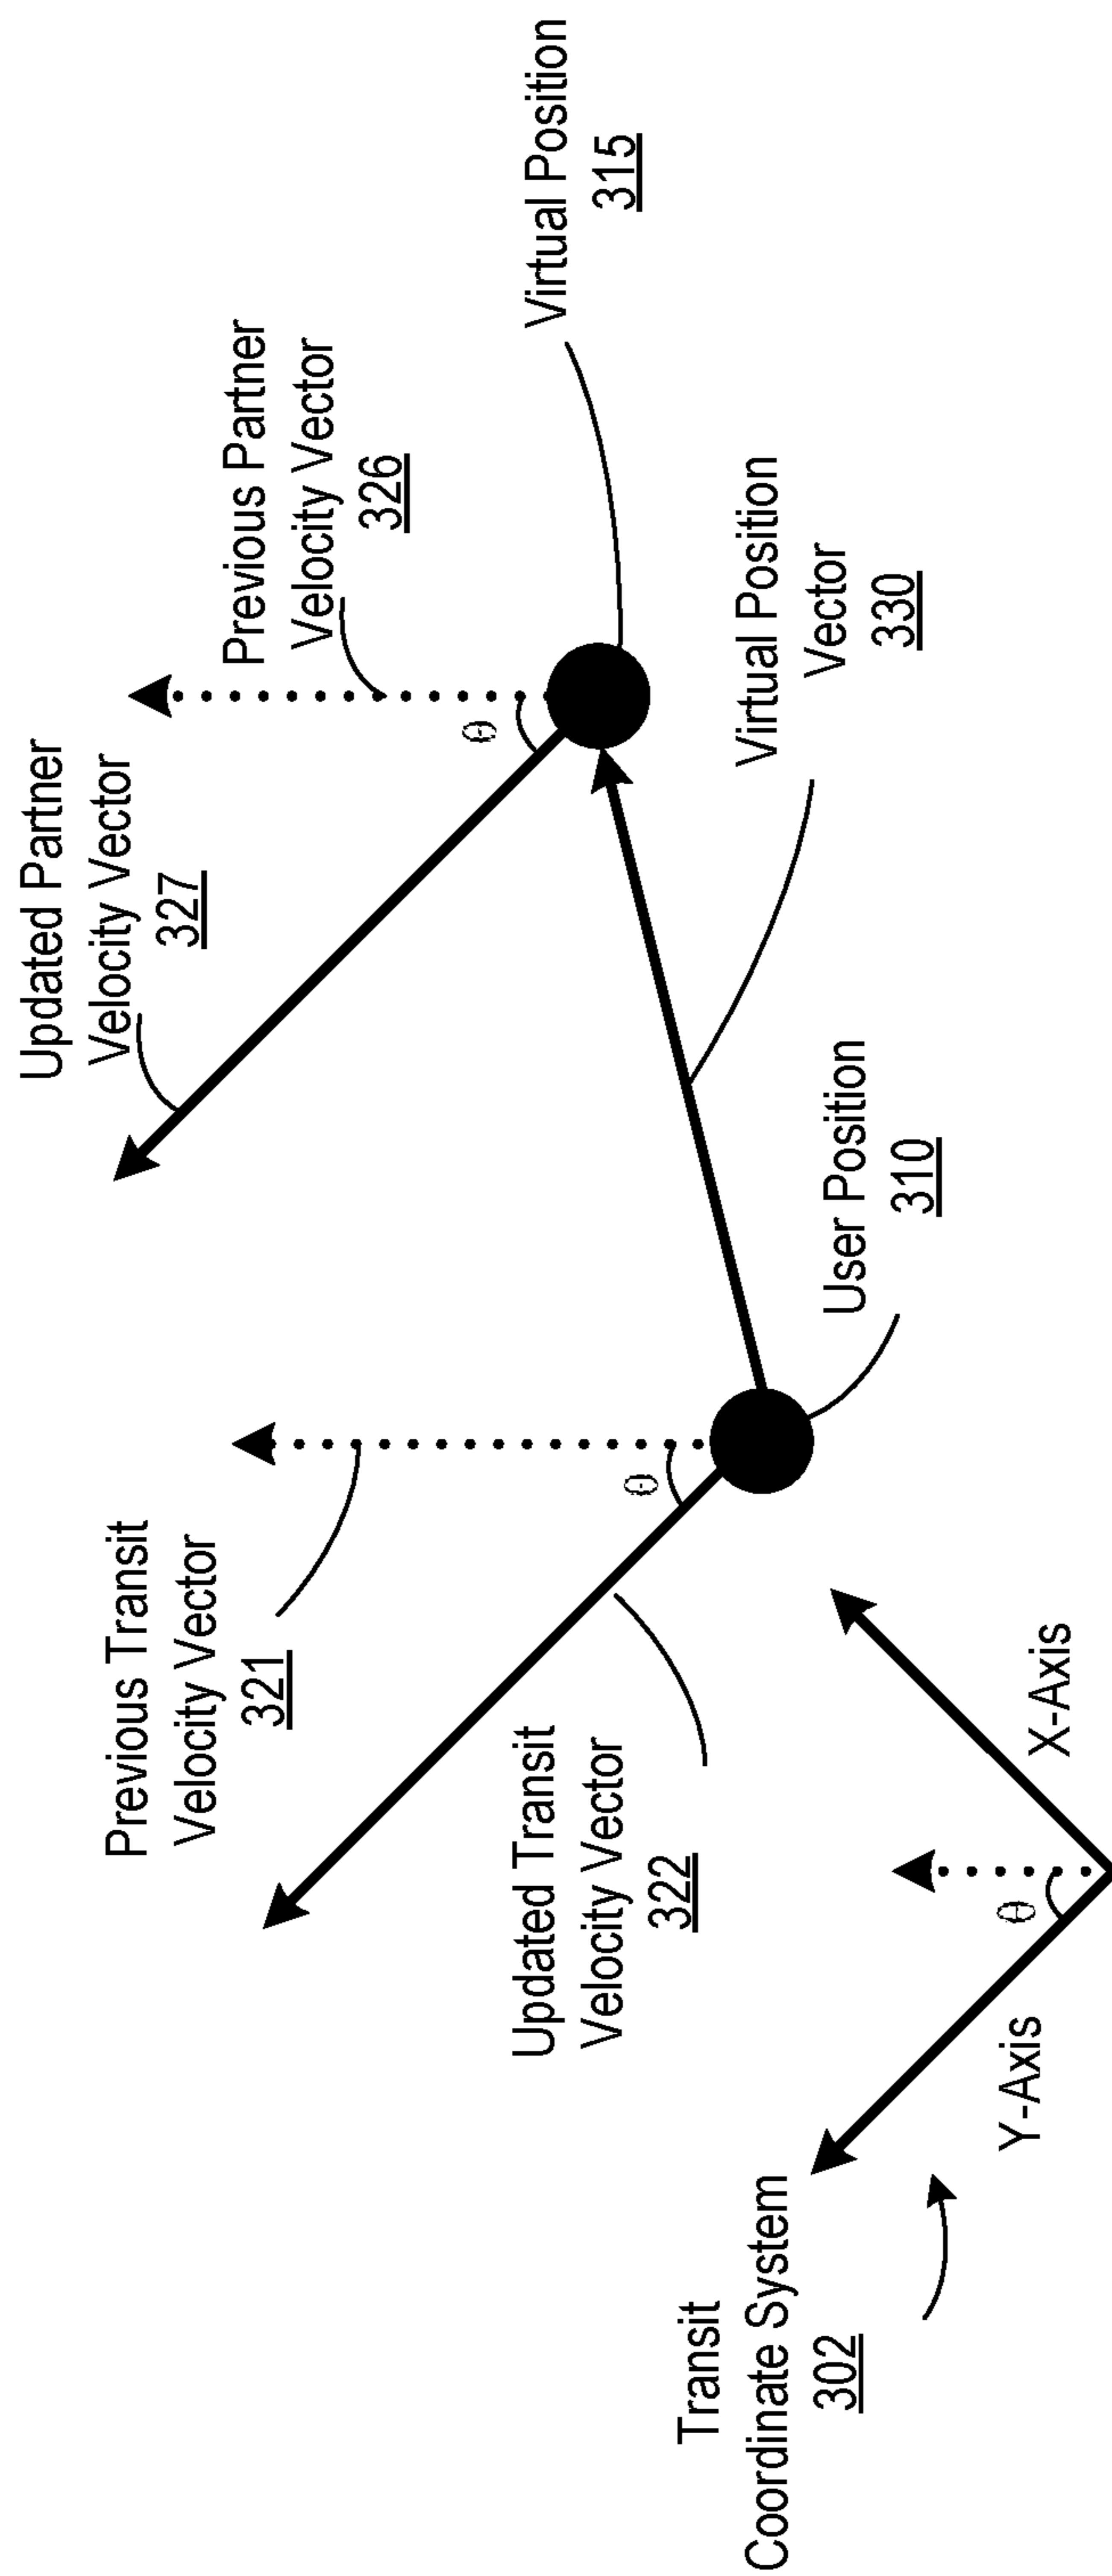 Transit
Coordinate System
302
Y-Axis
X-Axis
θ
Updated Transit
Velocity Vector
322
Previous Transit
Velocity Vector
321
θ
User Position
310
Updated Partner
Velocity Vector
327
Previous Partner
Velocity Vector
326
θ
Virtual Position
Vector
330
Virtual Position
315